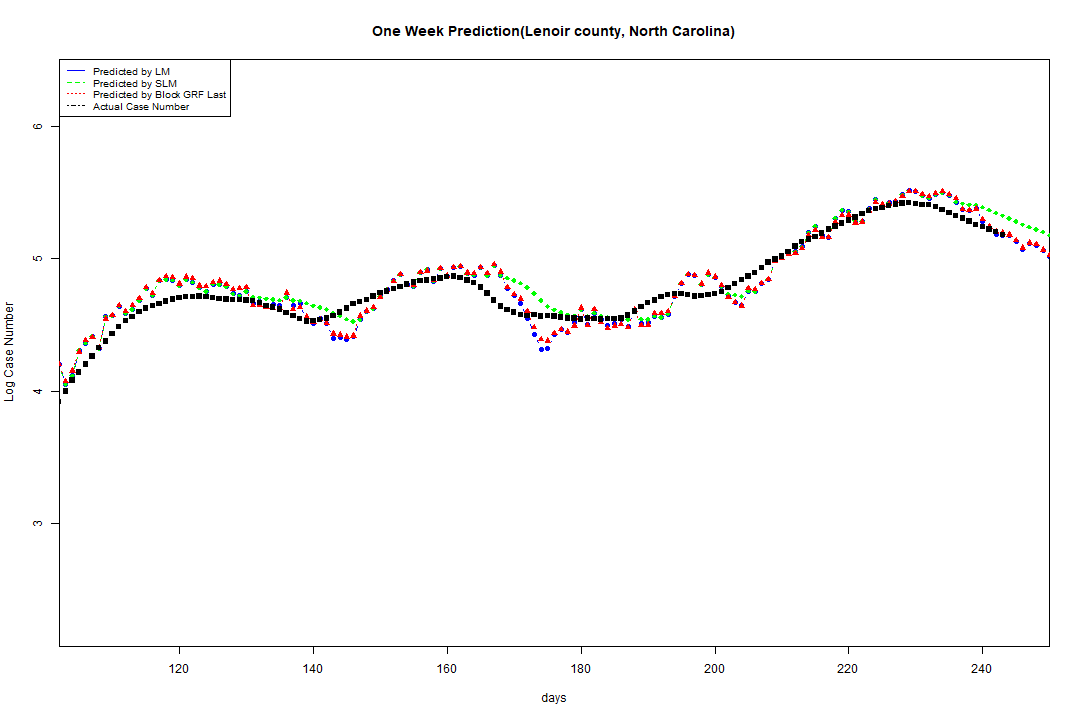 One Week Prediction(Lenoir county, North Carolina)
Predicted by LM
Predicted by SLM
Predicted by Block GRF Last
Actual Case Number
6
5
4
3
Log Case Number
120 140 160 180 200 220 240
days